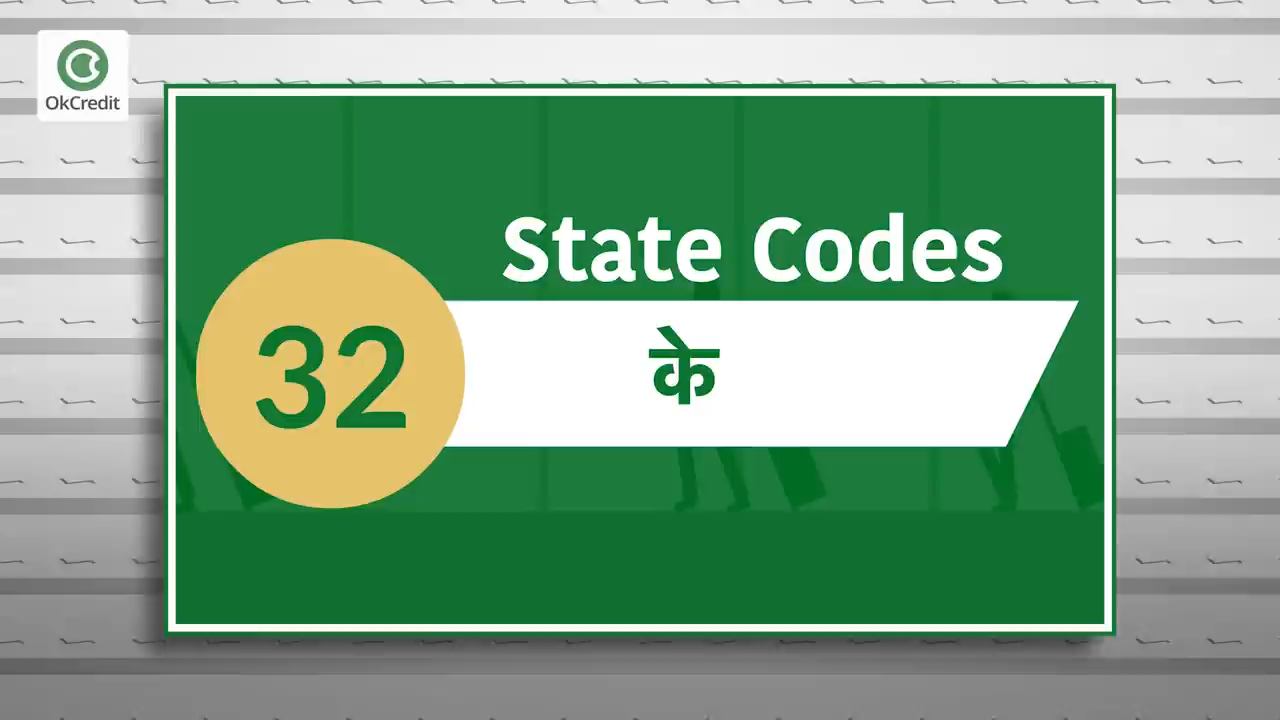 OkCredit
State Codes
32
के